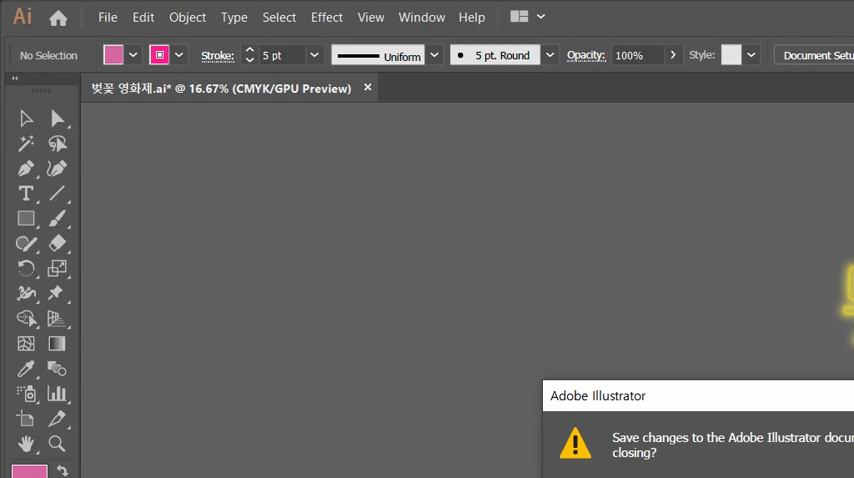 Ai File Edit Object Type Select Effect View Window Help
No Selection Stroke: 5 pt Uniform 5 pt. Round Opacity: 100% Style: Document Setu
벚꽃 영화제.ai* @ 16.67% (CMYK/GPU Preview) ×
Adobe Illustrator
Save changes to the Adobe Illustrator docu
closing?